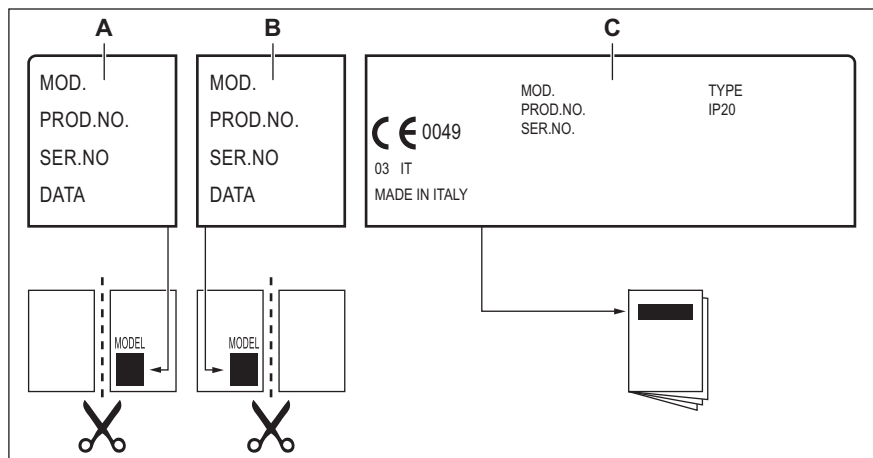 A
B
C
MOD.
PROD.NO.
SER.NO
DATA
MOD.
PROD.NO.
SER.NO
DATA
MOD.
PROD.NO.
SER.NO.
TYPE
IP20
CE 0049
03 IT
MADE IN ITALY
MODEL
MODEL